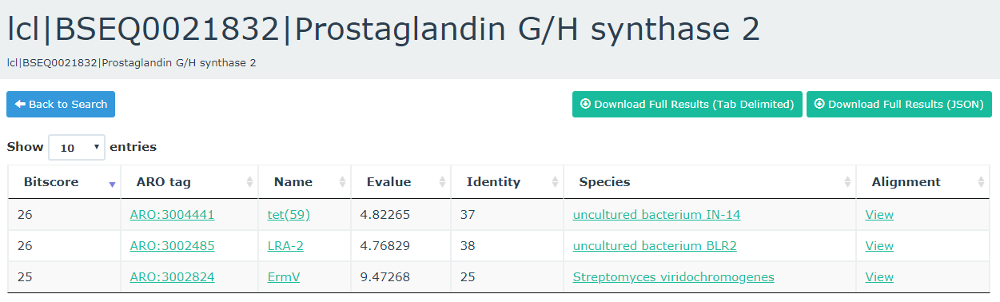 lcl|BSEQ0021832|Prostaglandin G/H synthase 2
lcl|BSEQ0021832|Prostaglandin G/H synthase 2
Back to Search Download Full Results (Tab Delimited) Download Full Results (JSON)
Show 10 entries
Bitscore ARO tag Name Evalue Identity Species Alignment
26 ARO:3004441 tet(59) 4.82265 37 uncultured bacterium IN-14 View
26 ARO:3002485 LRA-2 4.76829 38 uncultured bacterium BLR2 View
25 ARO:3002824 ErmV 9.47268 25 Streptomyces viridochromogenes View